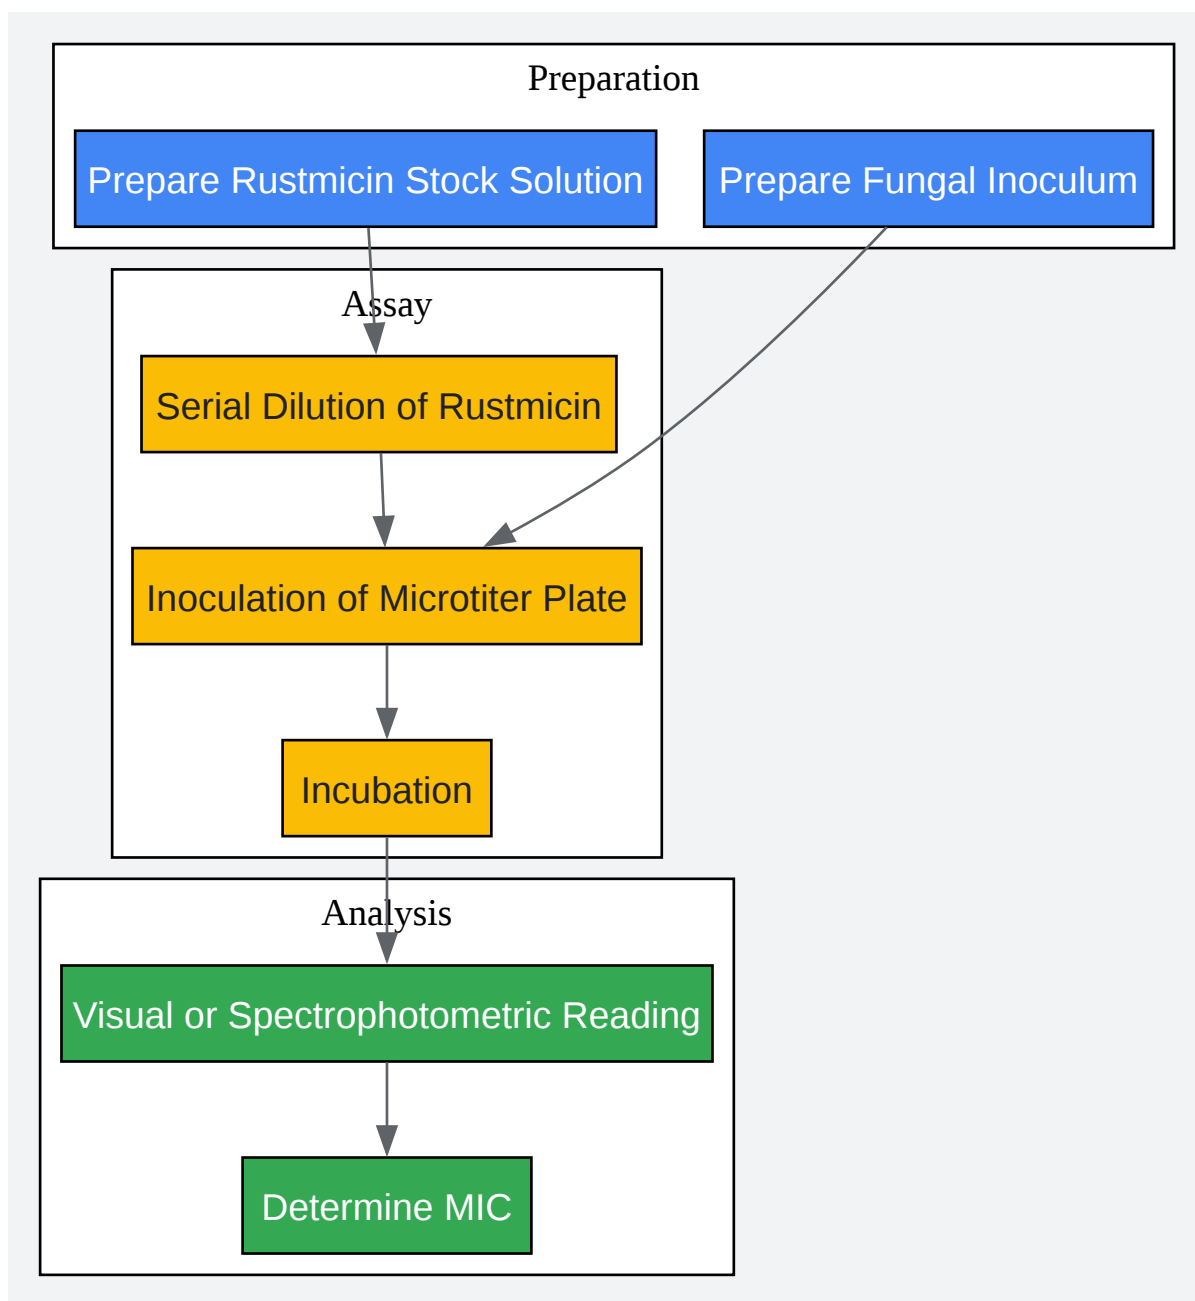 Preparation
Prepare Rustmicin Stock Solution
Prepare Fungal Inoculum
Assay
Serial Dilution of Rustmicin
Inoculation of Microtiter Plate
Incubation
Analysis
Visual or Spectrophotometric Reading
Determine MIC